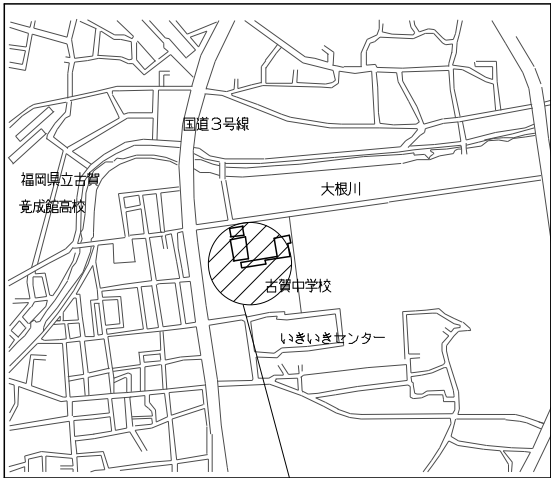 国道３号線
福岡県立古賀
竟成館高校
大根川
古賀中学校
いきいきセンター